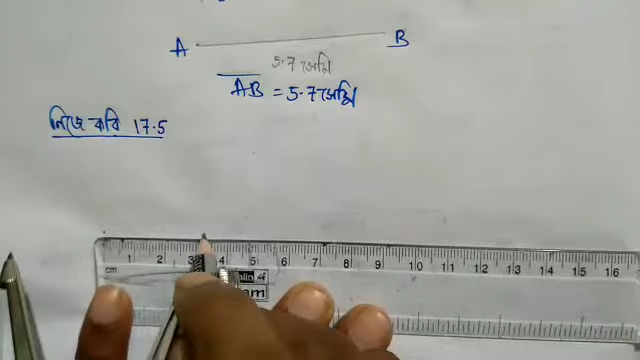 A B
5.7 সেমি
AB = 5.7 সেমি
নিজে করি 17.5
1 2 3 4 5 6 7 8 9 10 11 12 13 14 15 16
cm